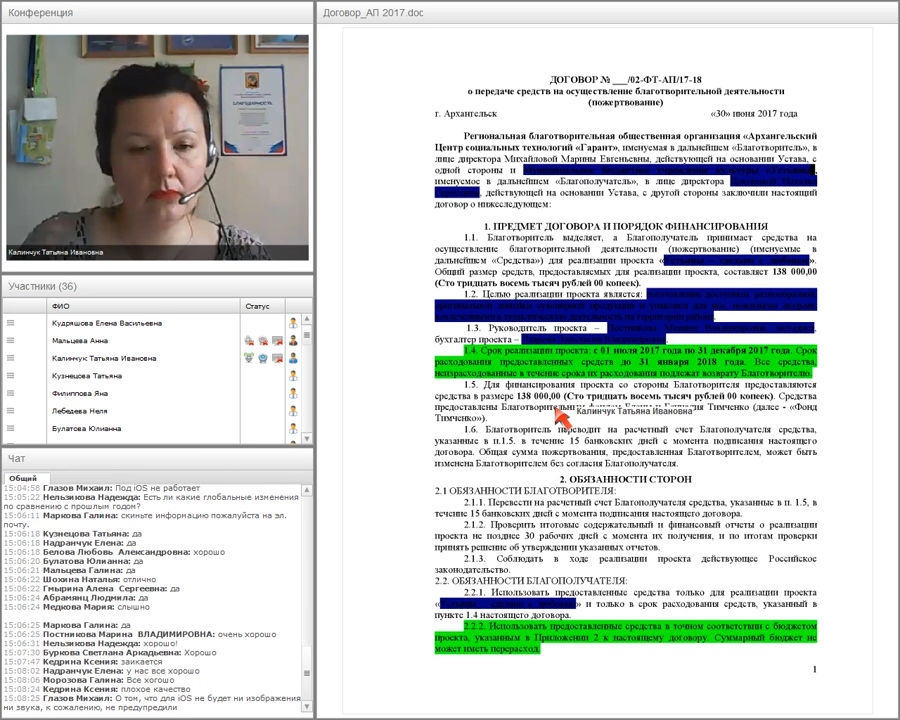 Конференция
БЛАГОДАРНОСТЬ
Калинчук Татьяна Ивановна
Участники (36)
ФИО
Статус
Кудряшова Елена Васильевна
Мальцева Анна
Калинчук Татьяна Ивановна
Кузнецова Татьяна
Филиппова Яна
Лебедева Неля
Булатова Юлианна
Чат
Общий
15:04:58 Глазов Михаил: Под iOS не работает
15:05:22 Нельзикова Надежда: Есть ли какие глобальные изменения
по сравнению с прошлым годом?
15:06:11 Маркова Галина: скиньте информацию пожалуйста на эл.
почту.
15:06:18 Кузнецова Татьяна: да
15:06:18 Надранчук Елена: да
15:06:18 Белова Любовь Александровна: хорошо
15:06:20 Булатова Юлианна: да
15:06:21 Мальцева Галина: да
15:06:22 Шохина Наталья: отлично
15:06:22 Гмырина Алена Сергеевна: да
15:06:24 Абрамянц Людмила: да
15:06:24 Медкова Мария: слышно
15:06:25 Маркова Галина: да
15:06:25 Постникова Марина ВЛАДИМИРОВНА: очень хорошо
15:06:31 Нельзикова Надежда: хорошо!
15:07:30 Буркова Светлана Аркадьевна: Хорошо
15:07:47 Кедрина Ксения: заикается
15:08:02 Надранчук Елена: у нас все хорошо
15:08:06 Морозова Галина: Все хогошо
15:08:24 Кедрина Ксения: плохое качество
15:08:25 Глазов Михаил: О том, что для iOS не будет ни изображения
ни звука, к сожалению, не предупредили
Договор_АП 2017.doc
ДОГОВОР № ___/02-ФТ-АП/17-18
о передаче средств на осуществление благотворительной деятельности
(пожертвование)
г. Архангельск «30» июня 2017 года
Региональная благотворительная общественная организация «Архангельский
Центр социальных технологий «Гарант», именуемая в дальнейшем «Благотворитель», в
лице директора Михайловой Марины Евгеньевны, действующей на основании Устава, с
одной стороны и
именуемое в дальнейшем «Благополучатель», в лице директора
, действующей на основании Устава, с другой стороны заключили настоящий
договор о нижеследующем:
1. ПРЕДМЕТ ДОГОВОРА И ПОРЯДОК ФИНАНСИРОВАНИЯ
1.1. Благотворитель выделяет, а Благополучатель принимает средства на
осуществление благотворительной деятельности (пожертвование) (именуемые в
дальнейшем «Средства») для реализации проекта « ».
Общий размер средств, предоставляемых для реализации проекта, составляет 138 000,00
(Сто тридцать восемь тысяч рублей 00 копеек).
1.2. Целью реализации проекта является:
1.3. Руководитель проекта –
бухгалтер проекта –
1.4. Срок реализации проекта: с 01 июля 2017 года по 31 декабря 2017 года. Срок
расходования предоставленных средств до 31 января 2018 года. Все средства,
неизрасходованные в течение срока их расходования подлежат возврату Благотворителю.
1.5. Для финансирования проекта со стороны Благотворителя предоставляются
средства в размере 138 000,00 (Сто тридцать восемь тысяч рублей 00 копеек). Средства
предоставлены Благотворительным фондом Елены и Геннадия Тимченко (далее - «Фонд
Калинчук Татьяна Ивановна
Тимченко»).
1.6. Благотворитель переводит на расчетный счет Благополучателя средства,
указанные в п.1.5. в течение 15 банковских дней с момента подписания настоящего
договора. Общая сумма пожертвования, предоставленная Благотворителем, может быть
изменена Благотворителем без согласия Благополучателя.
2. ОБЯЗАННОСТИ СТОРОН
2.1 ОБЯЗАННОСТИ БЛАГОТВОРИТЕЛЯ:
2.1.1. Перевести на расчетный счет Благополучателя средства, указанные в п. 1.5, в
течение 15 банковских дней с момента подписания настоящего договора.
2.1.2. Проверить итоговые содержательный и финансовый отчеты о реализации
проекта не позднее 30 рабочих дней с момента их получения, и по итогам проверки
принять решение об утверждении указанных отчетов.
2.1.3. Соблюдать в ходе реализации проекта действующее Российское
законодательство.
2.2. ОБЯЗАННОСТИ БЛАГОПОЛУЧАТЕЛЯ:
2.2.1. Использовать предоставленные средства только для реализации проекта
« » и только в срок расходования средств, указанный в
пункте 1.4 настоящего договора.
2.2.2. Использовать предоставленные средства в точном соответствии с бюджетом
проекта, указанным в Приложении 2 к настоящему договору. Суммарный бюджет не
может иметь перерасход.
1